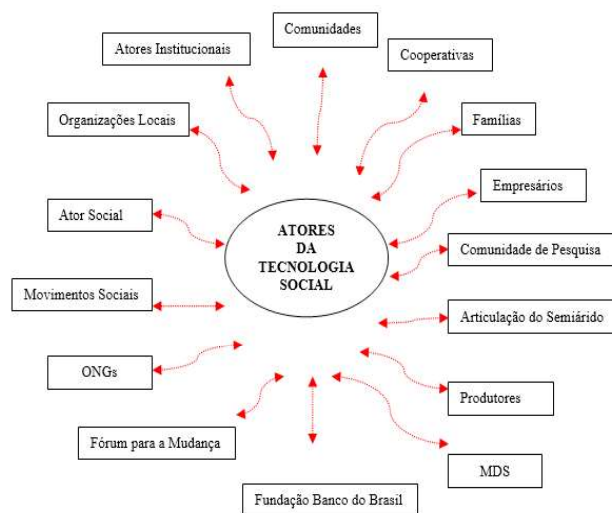 Comunidades
Atores Institucionais
Cooperativas
Organizações Locais
Famílias
Empresários
Ator Social
ATORES
DA
TECNOLOGIA
SOCIAL
Comunidade de Pesquisa
Movimentos Sociais
Articulação do Semiárido
ONGs
Produtores
Fórum para a Mudança
MDS
Fundação Banco do Brasil